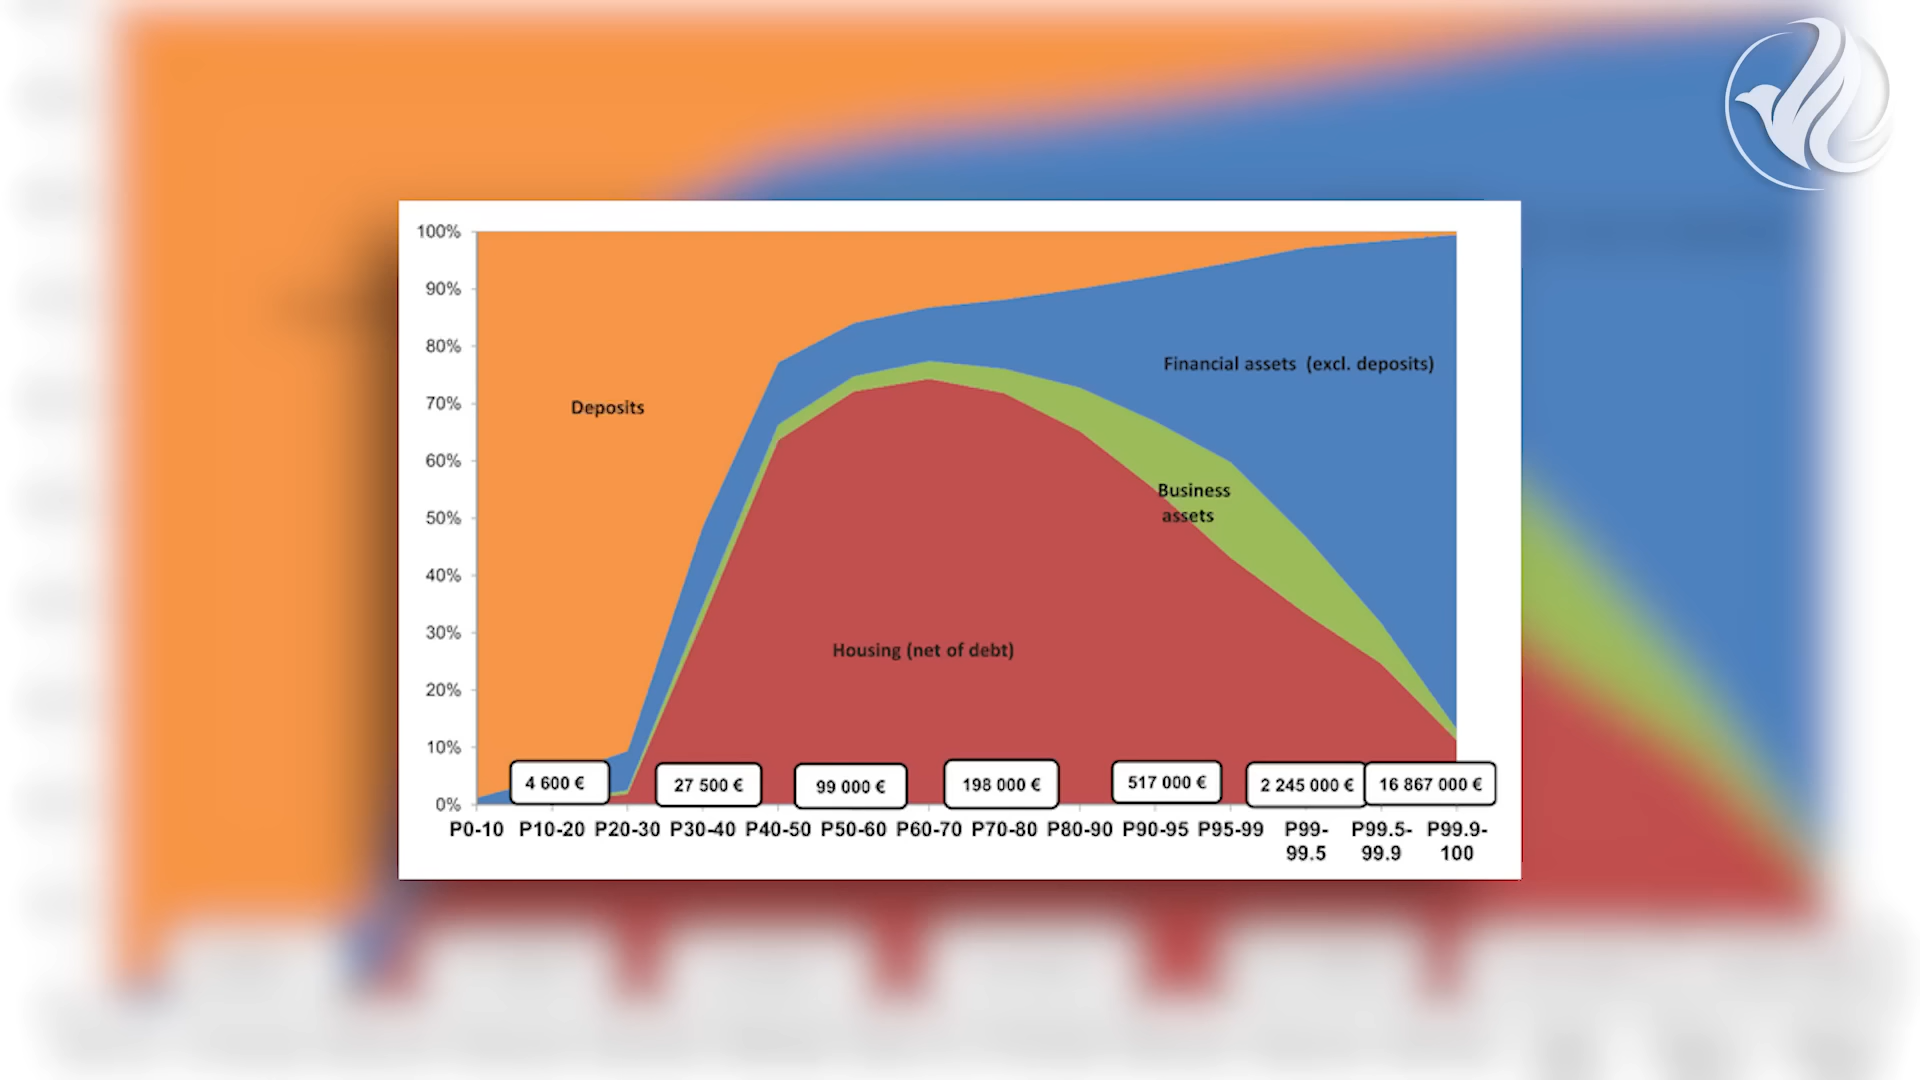 100%
90%
80%
70%
60%
50%
40%
30%
20%
10%
0%
Deposits
Financial assets (excl. deposits)
Business
assets
Housing (net of debt)
4 600 €
27 500 €
99 000 €
198 000 €
517 000 €
2 245 000 €
16 867 000 €
P0-10 P10-20 P20-30 P30-40 P40-50 P50-60 P60-70 P70-80 P80-90 P90-95 P95-99 P99- P99.5- P99.9-
99.5 99.9 100